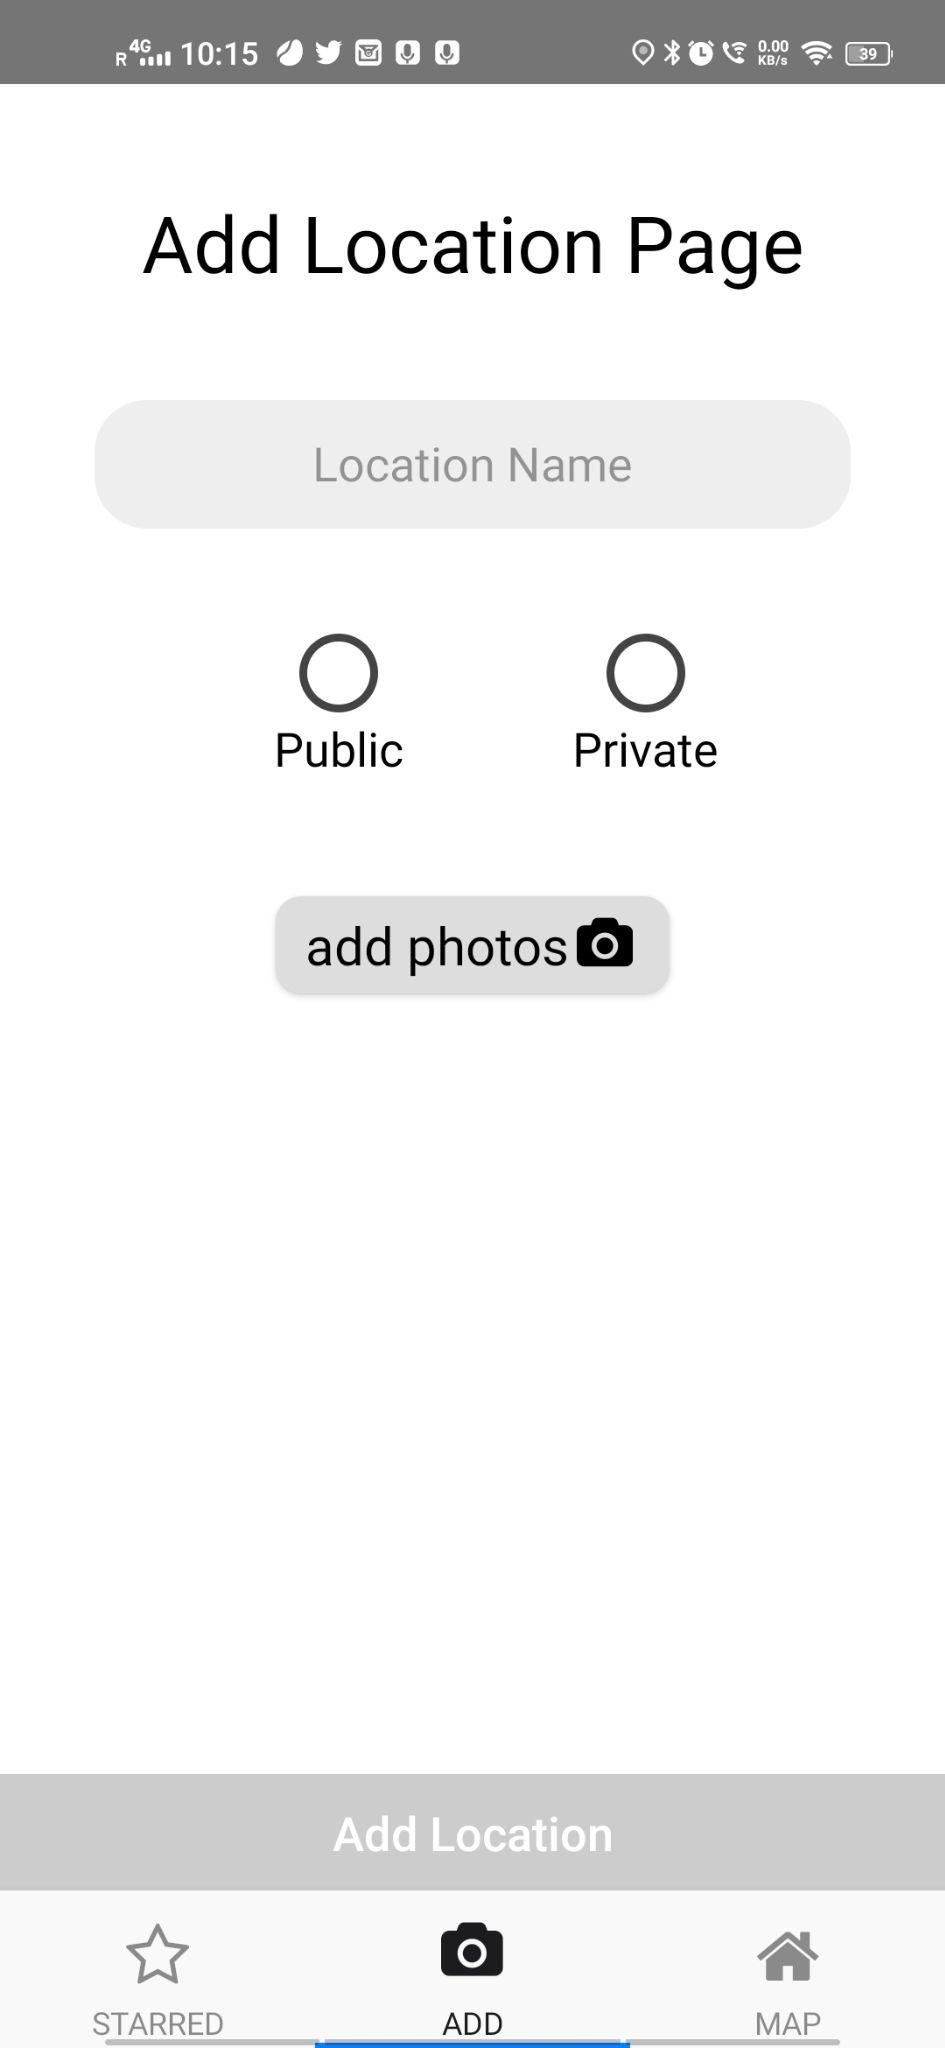 R 4G 10:15 0.00 KB/s 39
Add Location Page
Location Name
Public Private
add photos
Add Location
STARRED ADD MAP